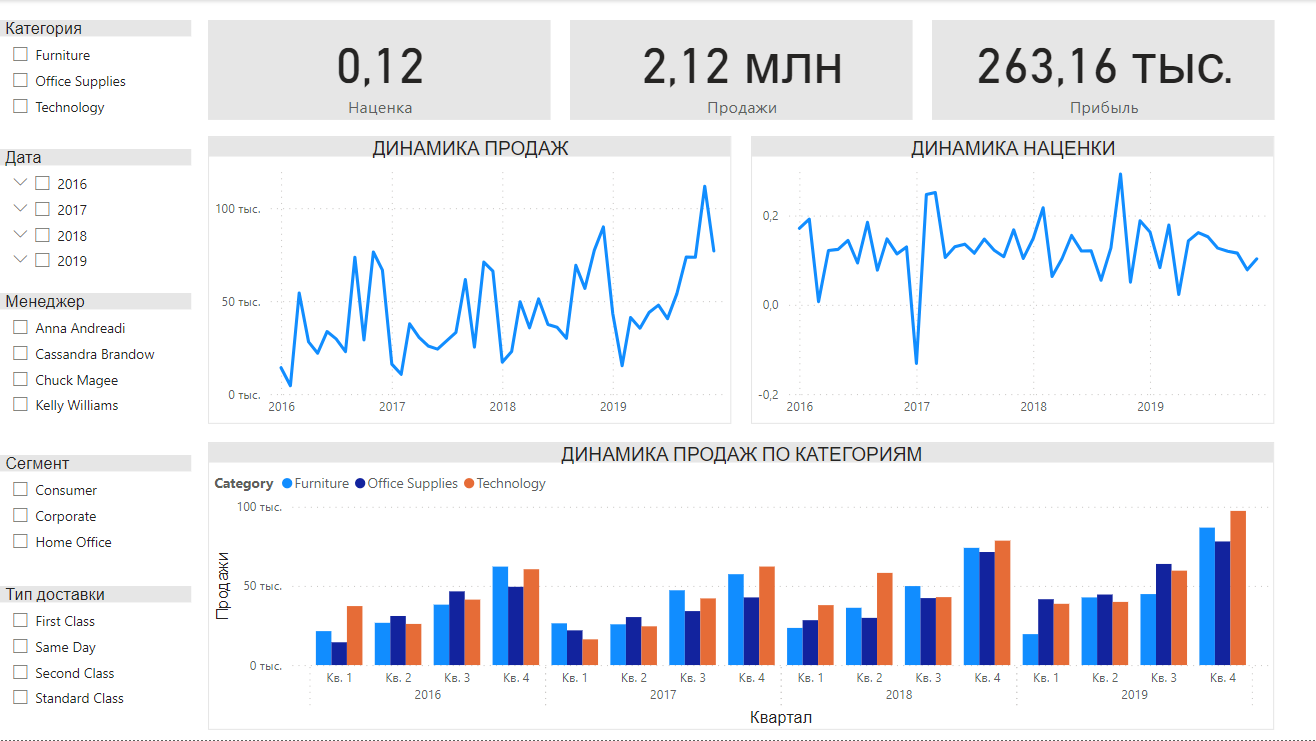 Категория
Furniture
Office Supplies
Technology
Дата
2016
2017
2018
2019
Менеджер
Anna Andreadi
Cassandra Brandow
Chuck Magee
Kelly Williams
Сегмент
Consumer
Corporate
Home Office
Тип доставки
First Class
Same Day
Second Class
Standard Class
0,12
Наценка
2,12 млн
Продажи
263,16 тыс.
Прибыль
ДИНАМИКА ПРОДАЖ
100 тыс.
50 тыс.
0 тыс.
2016 2017 2018 2019
ДИНАМИКА НАЦЕНКИ
0,2
0,0
-0,2
2016 2017 2018 2019
ДИНАМИКА ПРОДАЖ ПО КАТЕГОРИЯМ
Category Furniture Office Supplies Technology
100 тыс.
50 тыс.
0 тыс.
Продажи
Кв. 1 Кв. 2 Кв. 3 Кв. 4 Кв. 1 Кв. 2 Кв. 3 Кв. 4 Кв. 1 Кв. 2 Кв. 3 Кв. 4 Кв. 1 Кв. 2 Кв. 3 Кв. 4
2016 2017 2018 2019
Квартал